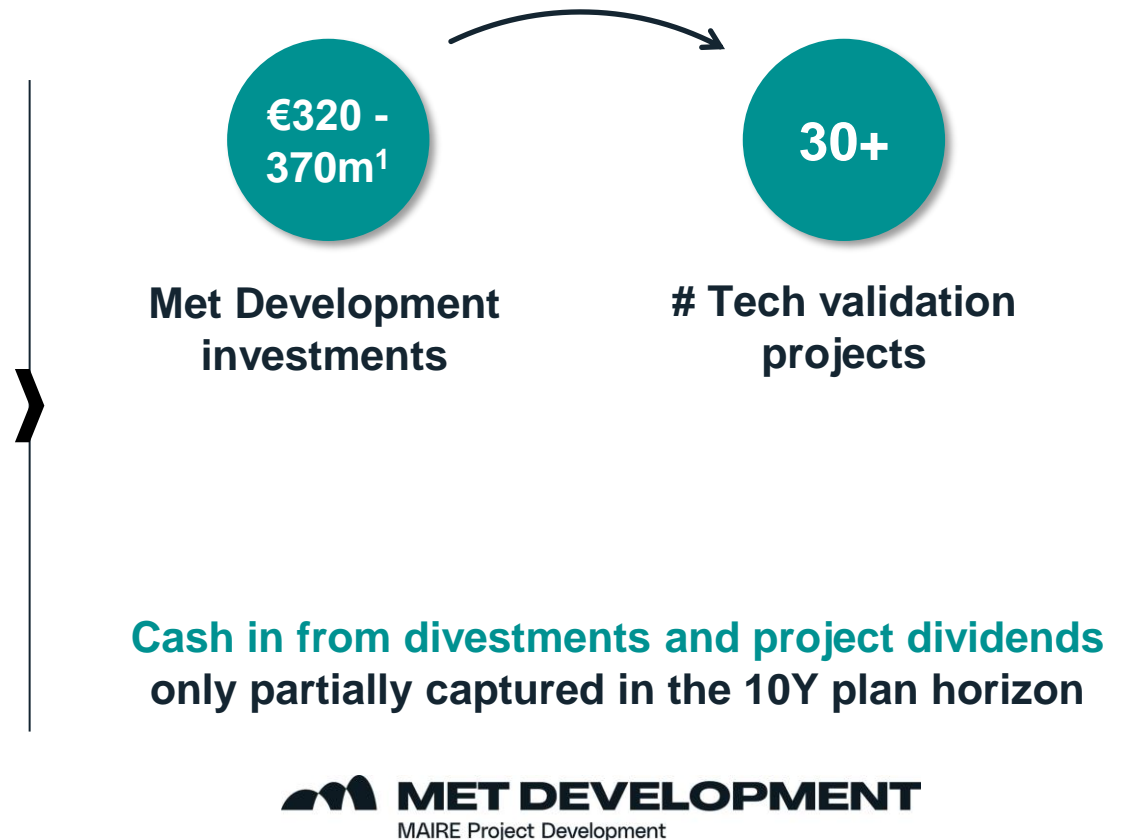 €320 -
370m¹
30+
Met Development
investments
# Tech validation
projects
Cash in from divestments and project dividends
only partially captured in the 10Y plan horizon
MET DEVELOPMENT
MAIRE Project Development